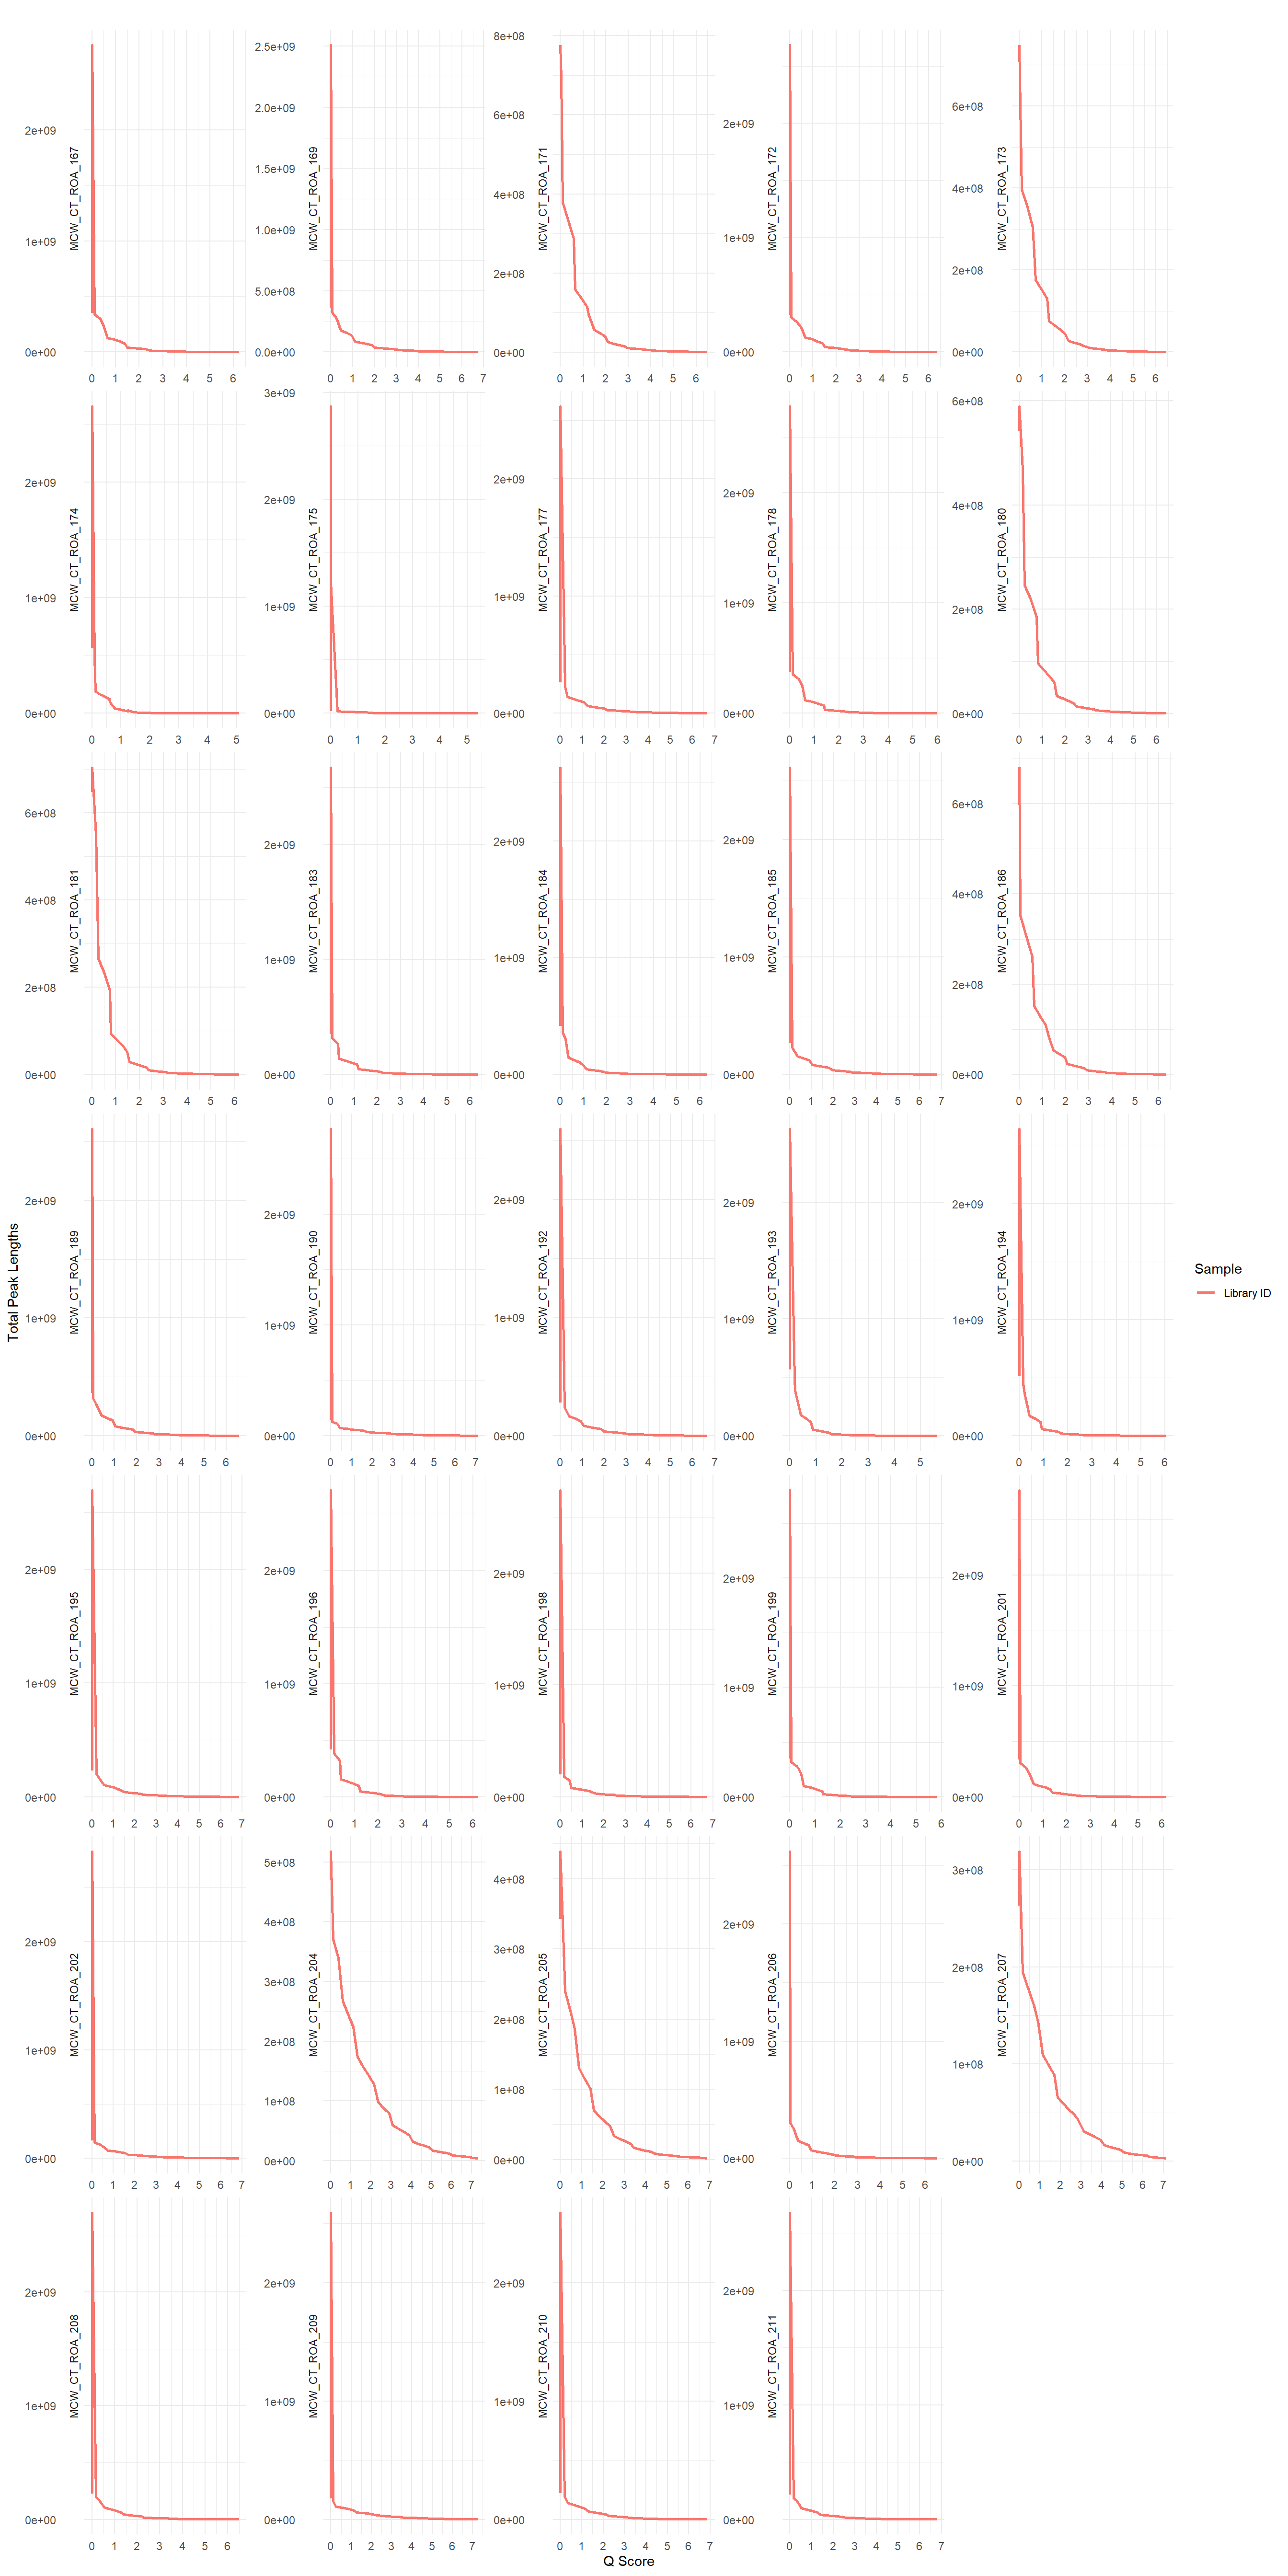 Total Peak Lengths
MCW_CT_ROA_167
2e+09
1e+09
0e+00
0 1 2 3 4 5 6
MCW_CT_ROA_169
2.5e+09
2.0e+09
1.5e+09
1.0e+09
5.0e+08
0.0e+00
0 1 2 3 4 5 6 7
MCW_CT_ROA_171
8e+08
6e+08
4e+08
2e+08
0e+00
0 1 2 3 4 5 6
MCW_CT_ROA_172
2e+09
1e+09
0e+00
0 1 2 3 4 5 6
MCW_CT_ROA_173
6e+08
4e+08
2e+08
0e+00
0 1 2 3 4 5 6
MCW_CT_ROA_174
2e+09
1e+09
0e+00
0 1 2 3 4 5
MCW_CT_ROA_175
3e+09
2e+09
1e+09
0e+00
0 1 2 3 4 5
MCW_CT_ROA_177
2e+09
1e+09
0e+00
0 1 2 3 4 5 6 7
MCW_CT_ROA_178
2e+09
1e+09
0e+00
0 1 2 3 4 5 6
MCW_CT_ROA_180
6e+08
4e+08
2e+08
0e+00
0 1 2 3 4 5 6
MCW_CT_ROA_181
6e+08
4e+08
2e+08
0e+00
0 1 2 3 4 5 6
MCW_CT_ROA_183
2e+09
1e+09
0e+00
0 1 2 3 4 5 6
MCW_CT_ROA_184
2e+09
1e+09
0e+00
0 1 2 3 4 5 6
MCW_CT_ROA_185
2e+09
1e+09
0e+00
0 1 2 3 4 5 6 7
MCW_CT_ROA_186
6e+08
4e+08
2e+08
0e+00
0 1 2 3 4 5 6
MCW_CT_ROA_189
2e+09
1e+09
0e+00
0 1 2 3 4 5 6
MCW_CT_ROA_190
2e+09
1e+09
0e+00
0 1 2 3 4 5 6 7
MCW_CT_ROA_192
2e+09
1e+09
0e+00
0 1 2 3 4 5 6 7
MCW_CT_ROA_193
2e+09
1e+09
0e+00
0 1 2 3 4 5
MCW_CT_ROA_194
2e+09
1e+09
0e+00
0 1 2 3 4 5 6
Sample
Library ID
MCW_CT_ROA_195
2e+09
1e+09
0e+00
0 1 2 3 4 5 6 7
MCW_CT_ROA_196
2e+09
1e+09
0e+00
0 1 2 3 4 5 6
MCW_CT_ROA_198
2e+09
1e+09
0e+00
0 1 2 3 4 5 6 7
MCW_CT_ROA_199
2e+09
1e+09
0e+00
0 1 2 3 4 5 6
MCW_CT_ROA_201
2e+09
1e+09
0e+00
0 1 2 3 4 5 6
MCW_CT_ROA_202
2e+09
1e+09
0e+00
0 1 2 3 4 5 6 7
MCW_CT_ROA_204
5e+08
4e+08
3e+08
2e+08
1e+08
0e+00
0 1 2 3 4 5 6 7
MCW_CT_ROA_205
4e+08
3e+08
2e+08
1e+08
0e+00
0 1 2 3 4 5 6 7
MCW_CT_ROA_206
2e+09
1e+09
0e+00
0 1 2 3 4 5 6
MCW_CT_ROA_207
3e+08
2e+08
1e+08
0e+00
0 1 2 3 4 5 6 7
MCW_CT_ROA_208
2e+09
1e+09
0e+00
0 1 2 3 4 5 6
MCW_CT_ROA_209
2e+09
1e+09
0e+00
0 1 2 3 4 5 6 7
MCW_CT_ROA_210
2e+09
1e+09
0e+00
0 1 2 3 4 5 6 7
MCW_CT_ROA_211
2e+09
1e+09
0e+00
0 1 2 3 4 5 6 7
Q Score